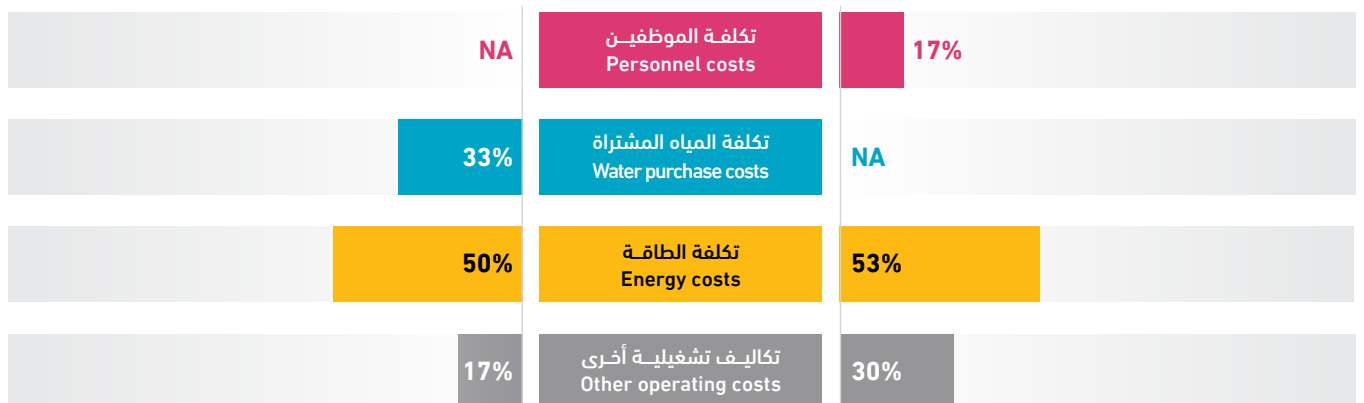 NA
تكلفة الموظفين
Personnel costs
17%
33%
تكلفة المياه المشتراة
Water purchase costs
NA
50%
تكلفة الطاقة
Energy costs
53%
17%
تكاليف تشغيلية أخرى
Other operating costs
30%